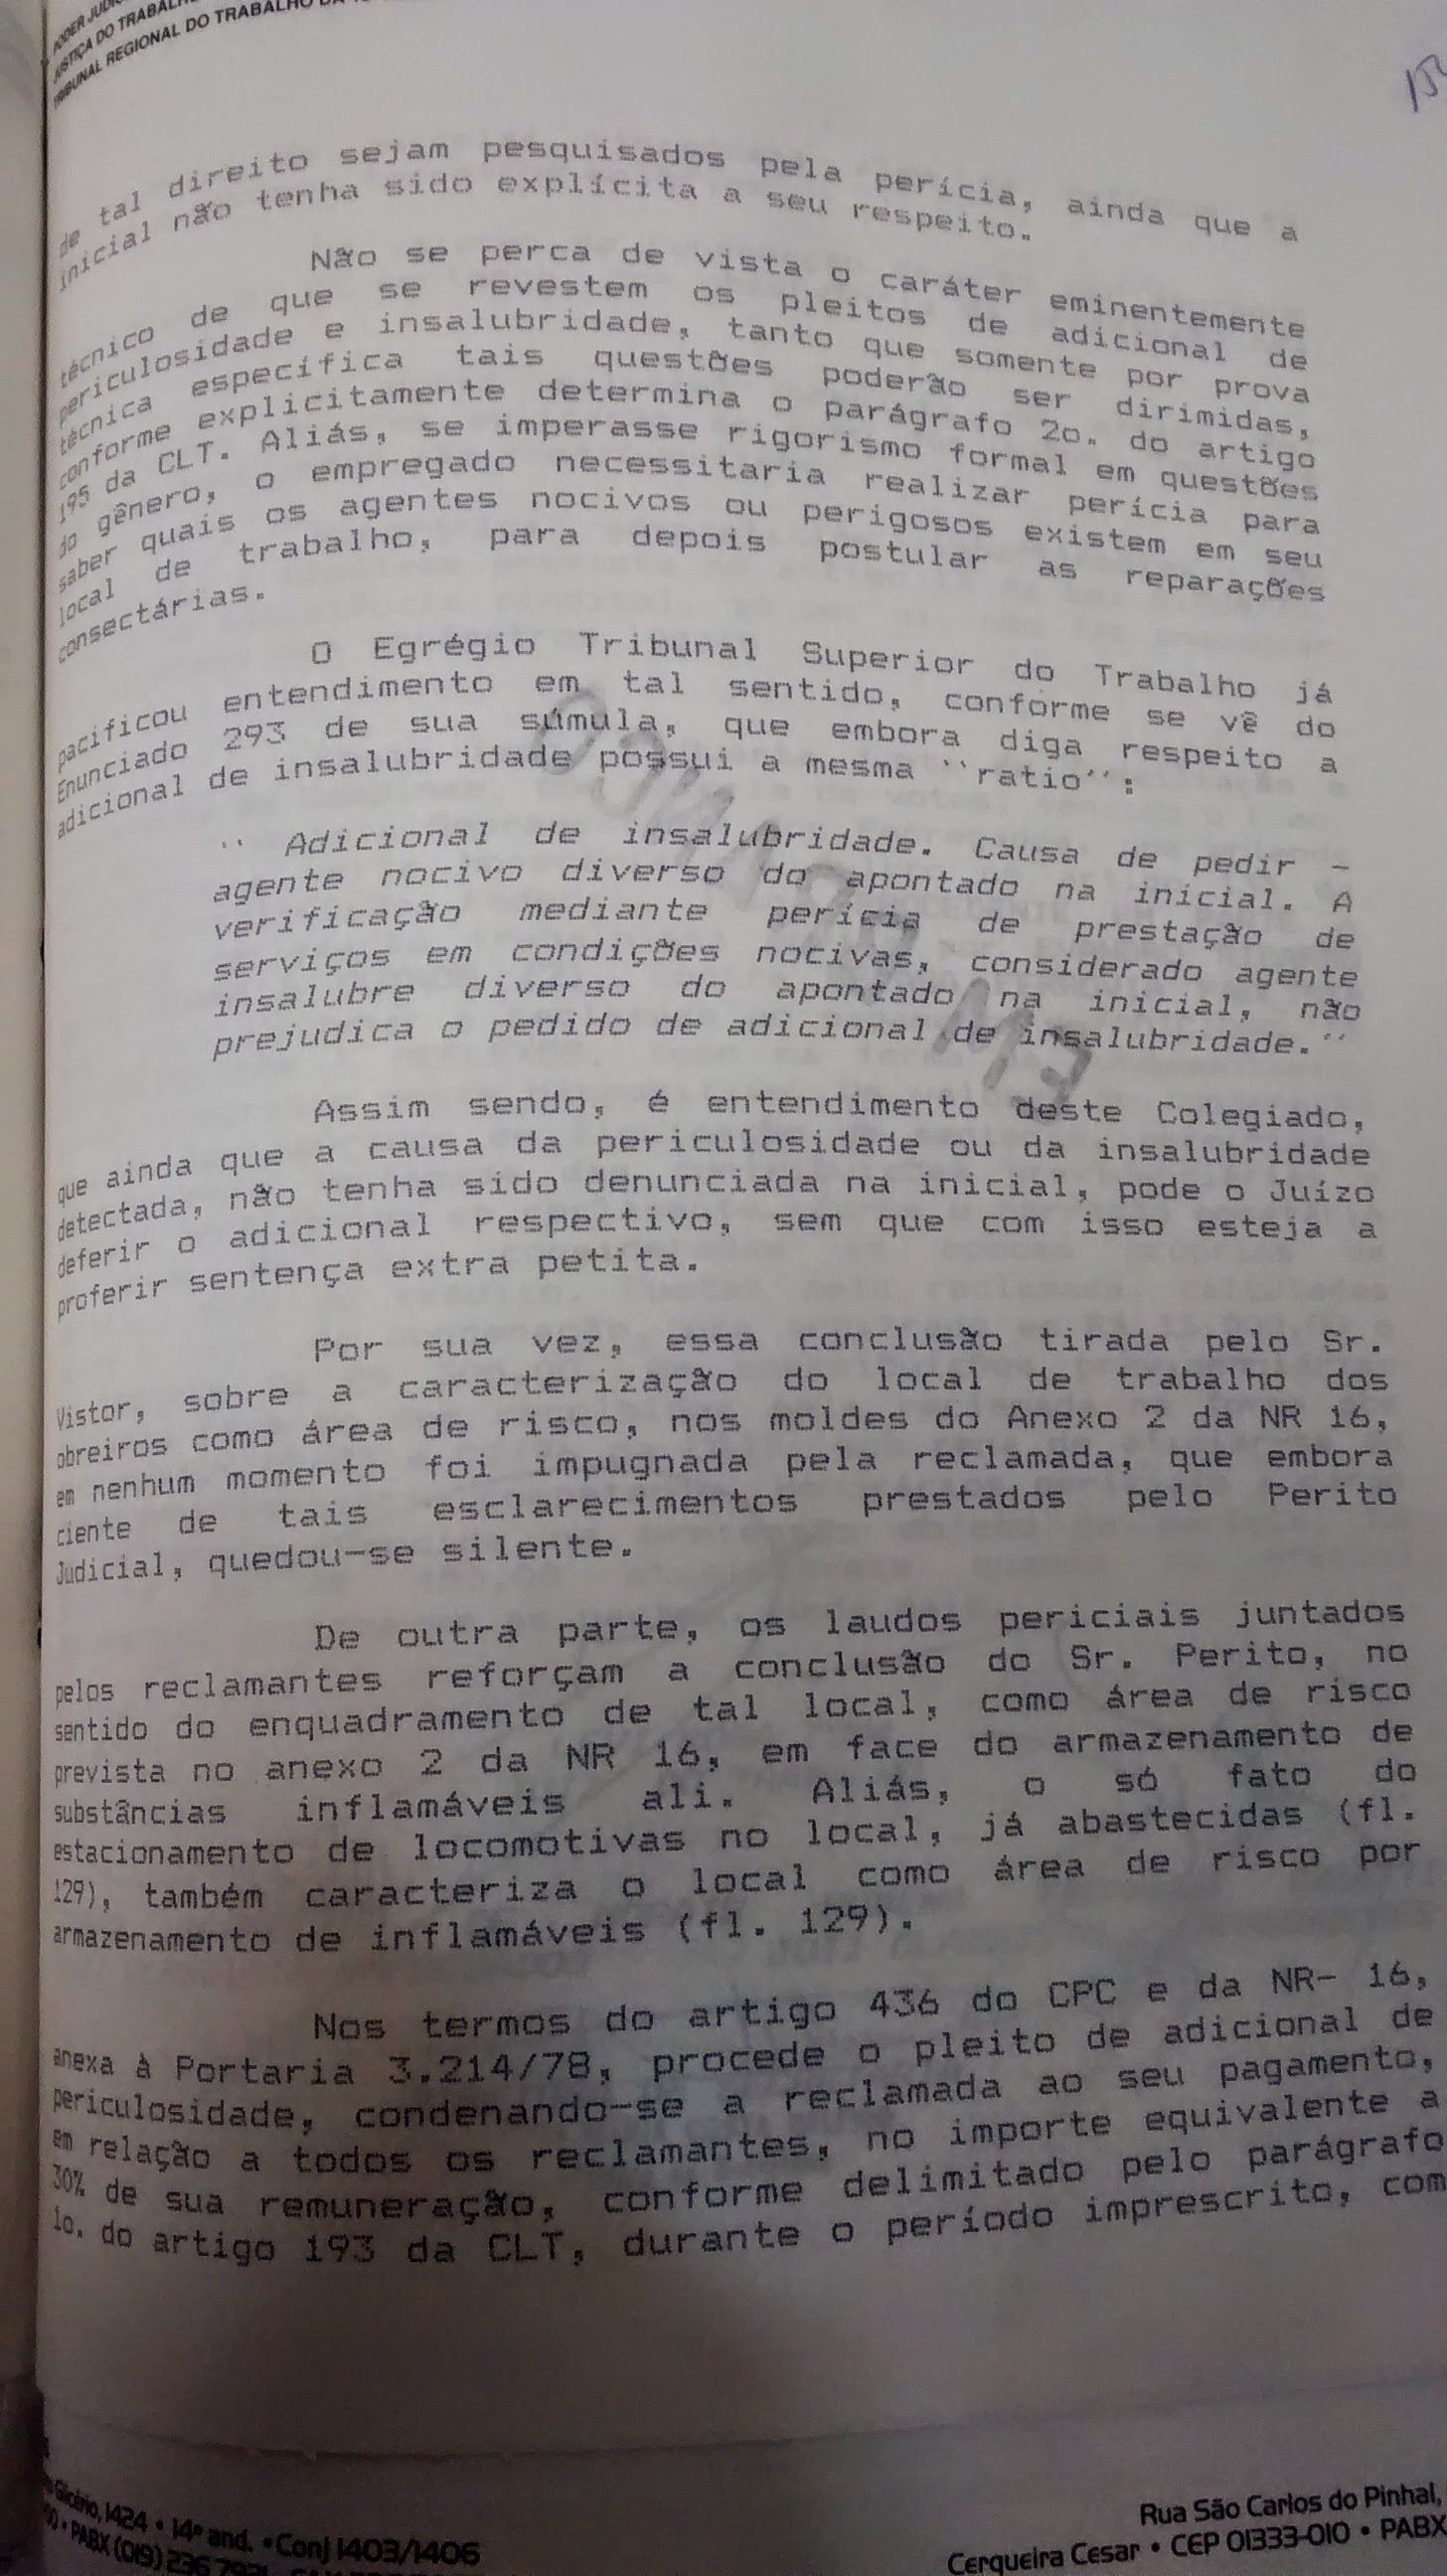 PODER JUDIC
JUSTIÇA DO TRABALH
TRIBUNAL REGIONAL DO TRABALHO DA
de tal direito sejam pesquisados pela perícia, ainda que a
inicial não tenha sido explícita a seu respeito.
Não se perca de vista o caráter eminentemente
técnico de que se revestem os pleitos de adicional de
periculosidade e insalubridade, tanto que somente por prova
técnica específica tais questões poderão ser dirimidas,
conforme explicitamente determina o parágrafo 2o. do artigo
195 da CLT. Aliás, se imperasse rigorismo formal em questões
do gênero, o empregado necessitaria realizar perícia para
saber quais os agentes nocivos ou perigosos existem em seu
local de trabalho, para depois postular as reparações
consectárias.
O Egrégio Tribunal Superior do Trabalho já
pacificou entendimento em tal sentido, conforme se vê do
Enunciado 293 de sua súmula, que embora diga respeito a
adicional de insalubridade possui a mesma ``ratio´´:
`` Adicional de insalubridade. Causa de pedir -
agente nocivo diverso do apontado na inicial. A
verificação mediante perícia de prestação de
serviços em condições nocivas, considerado agente
insalubre diverso do apontado na inicial, não
prejudica o pedido de adicional de insalubridade.´´
Assim sendo, é entendimento deste Colegiado,
que ainda que a causa da periculosidade ou da insalubridade
detectada, não tenha sido denunciada na inicial, pode o Juízo
deferir o adicional respectivo, sem que com isso esteja a
proferir sentença extra petita.
Por sua vez, essa conclusão tirada pelo Sr.
Vistor, sobre a caracterização do local de trabalho dos
obreiros como área de risco, nos moldes do Anexo 2 da NR 16,
em nenhum momento foi impugnada pela reclamada, que embora
ciente de tais esclarecimentos prestados pelo Perito
Judicial, quedou-se silente.
De outra parte, os laudos periciais juntados
pelos reclamantes reforçam a conclusão do Sr. Perito, no
sentido do enquadramento de tal local, como área de risco
prevista no anexo 2 da NR 16, em face do armazenamento de
substâncias inflamáveis ali. Aliás, o só fato do
estacionamento de locomotivas no local, já abastecidas (fl.
129), também caracteriza o local como área de risco por
armazenamento de inflamáveis (fl. 129).
Nos termos do artigo 436 do CPC e da NR- 16,
anexa à Portaria 3.214/78, procede o pleito de adicional de
periculosidade, condenando-se a reclamada ao seu pagamento,
em relação a todos os reclamantes, no importe equivalente a
30% de sua remuneração, conforme delimitado pelo parágrafo
1o. do artigo 193 da CLT, durante o período imprescrito, com
Glicério, 1424 • 14º and. • Conj 1403/1406
PABX (019) 236
Rua São Carlos do Pinhal,
Cerqueira Cesar • CEP 01333-010 • PABX